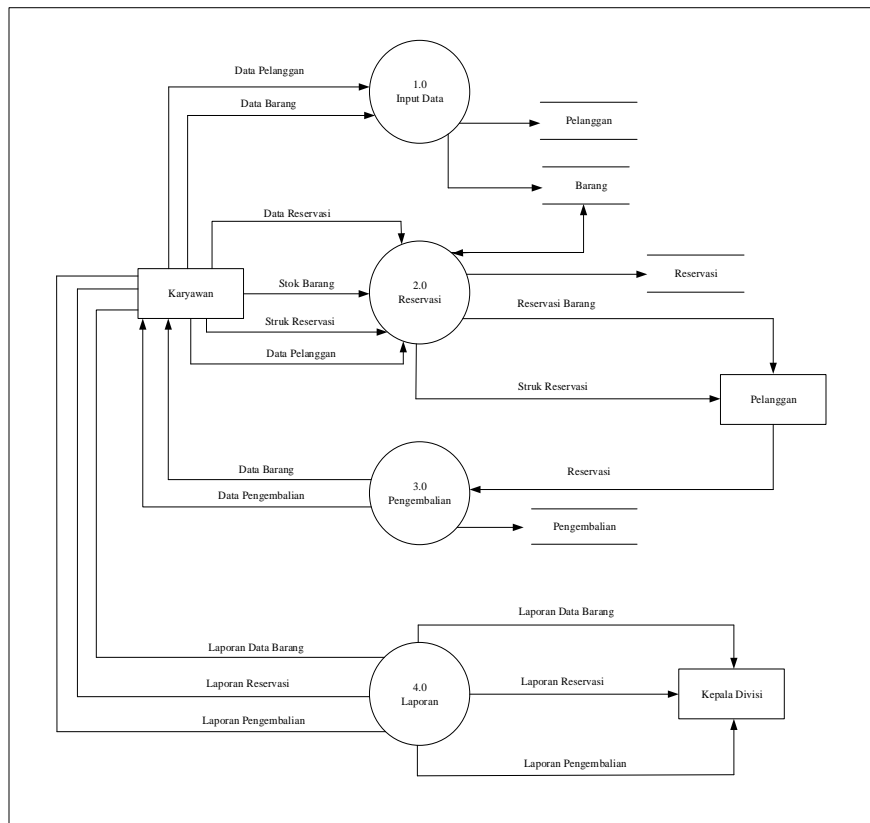 Data Pelanggan
1.0
Input Data
Data Barang
Pelanggan
Barang
Data Reservasi
Karyawan
Stok Barang
2.0
Reservasi
Reservasi
Reservasi Barang
Struk Reservasi
Data Pelanggan
Struk Reservasi
Pelanggan
Data Barang
Reservasi
3.0
Pengembalian
Data Pengembalian
Pengembalian
Laporan Data Barang
Laporan Data Barang
Laporan Reservasi
4.0
Laporan
Laporan Reservasi
Kepala Divisi
Laporan Pengembalian
Laporan Pengembalian